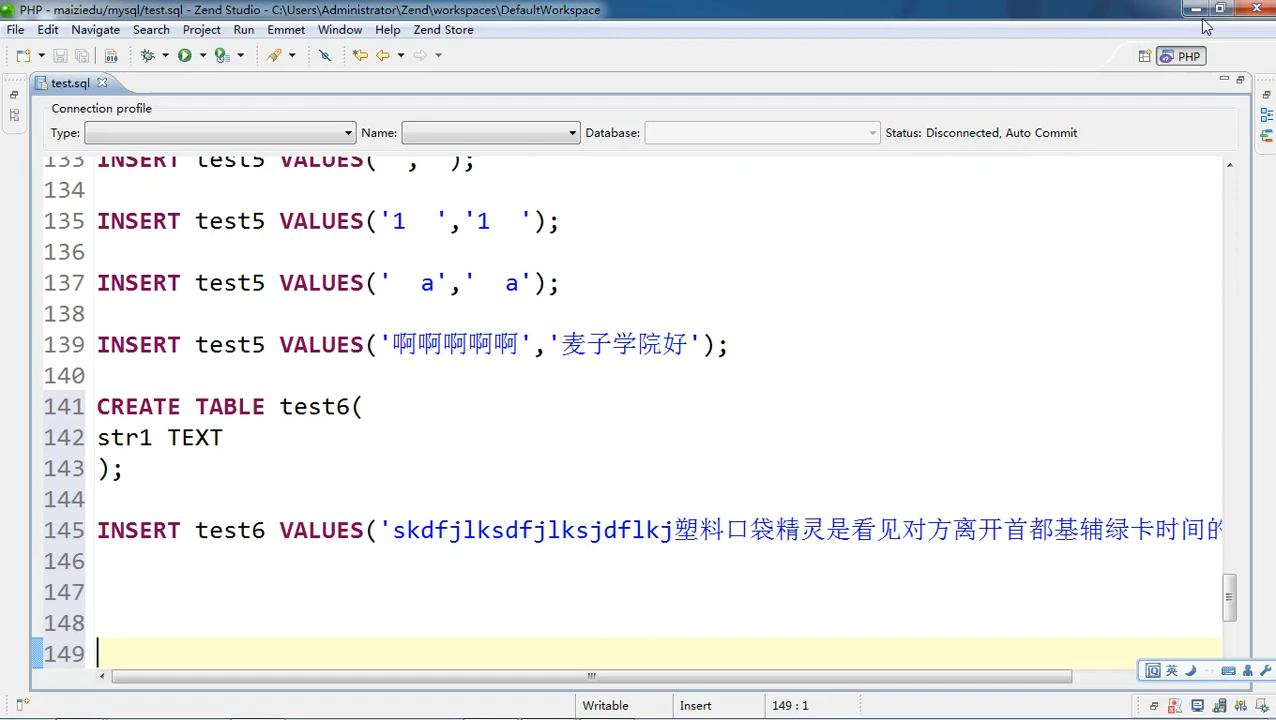 PHP - maiziedu/mysql/test.sql - Zend Studio - C:\Users\Administrator\Zend\workspaces\DefaultWorkspace
File Edit Navigate Search Project Run Emmet Window Help Zend Store
PHP
test.sql
Connection profile
Type: Name: Database: Status: Disconnected, Auto Commit
133 INSERT test5 VALUES(' ',' ');
134
135 INSERT test5 VALUES('1  ','1  ');
136
137 INSERT test5 VALUES('  a','  a');
138
139 INSERT test5 VALUES('啊啊啊啊啊','麦子学院好');
140
141 CREATE TABLE test6(
142 str1 TEXT
143 );
144
145 INSERT test6 VALUES('skdfjlksdfjlksjdflkj塑料口袋精灵是看见对方离开首都基辅绿卡时间的
146
147
148
149
英
Writable Insert 149 : 1